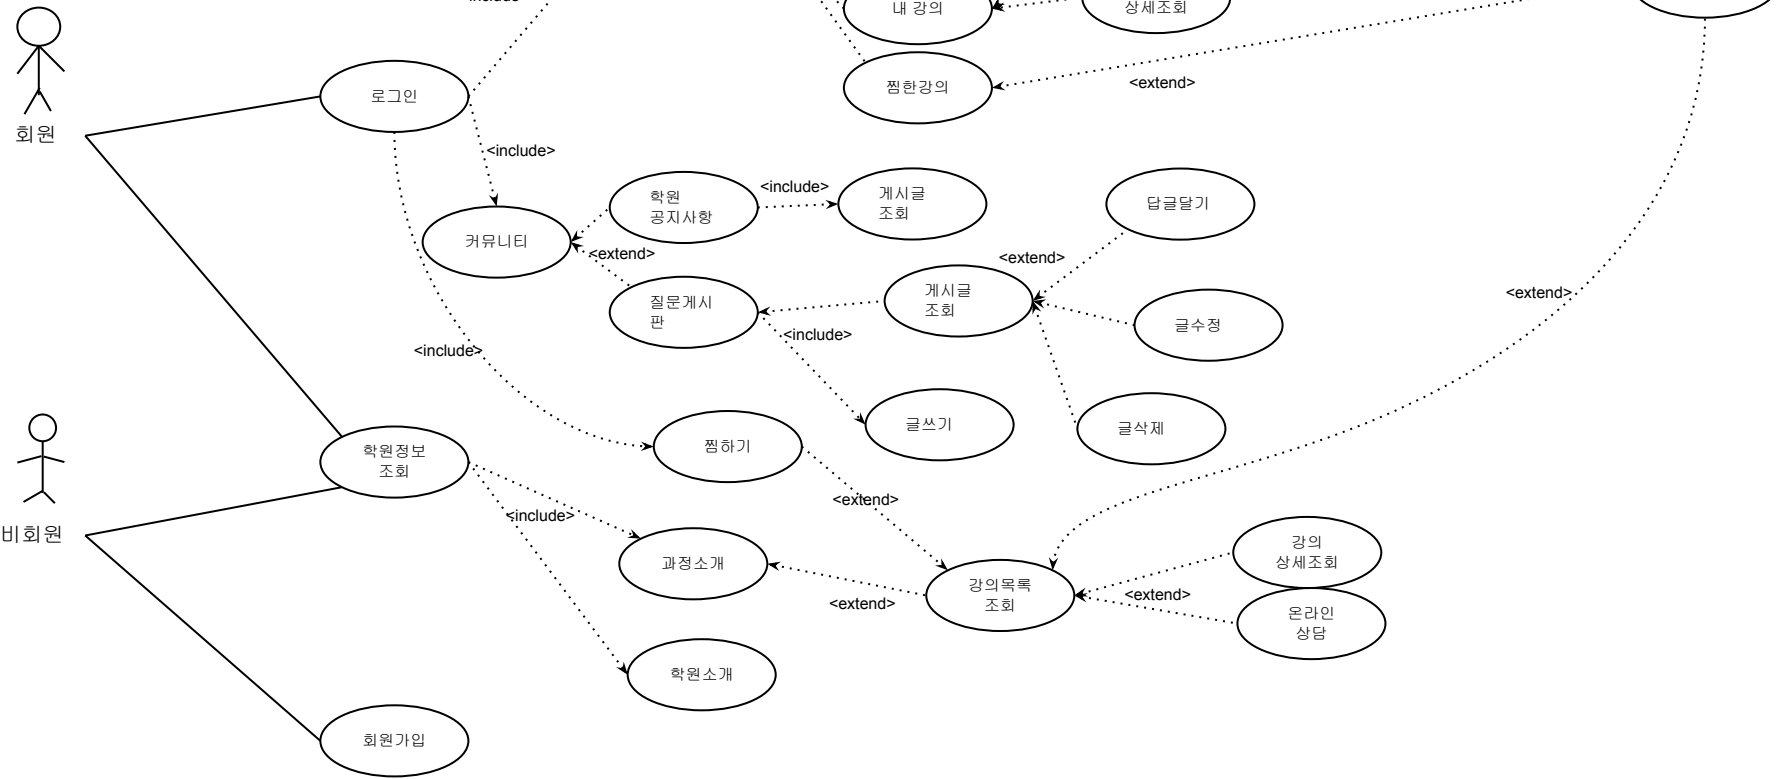 내 강의
상세조회
찜한강의
<extend>
로그인
회원
<include>
학원
공지사항
<include>
게시글
조회
답글달기
커뮤니티
<extend>
<extend>
질문게시
판
게시글
조회
<extend>
글수정
<include>
<include>
글쓰기
글삭제
찜하기
학원정보
조회
<extend>
<include>
비회원
과정소개
강의
상세조회
강의목록
조회
<extend>
<extend>
온라인
상담
학원소개
회원가입